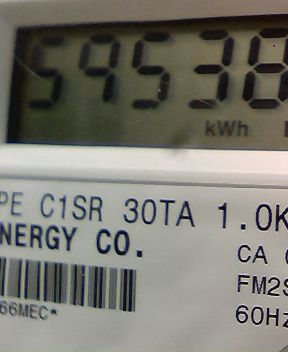 59538
kWh
PE C1SR 30TA 1.0K
NERGY CO.
CA
FM2S
60Hz
66MEC*